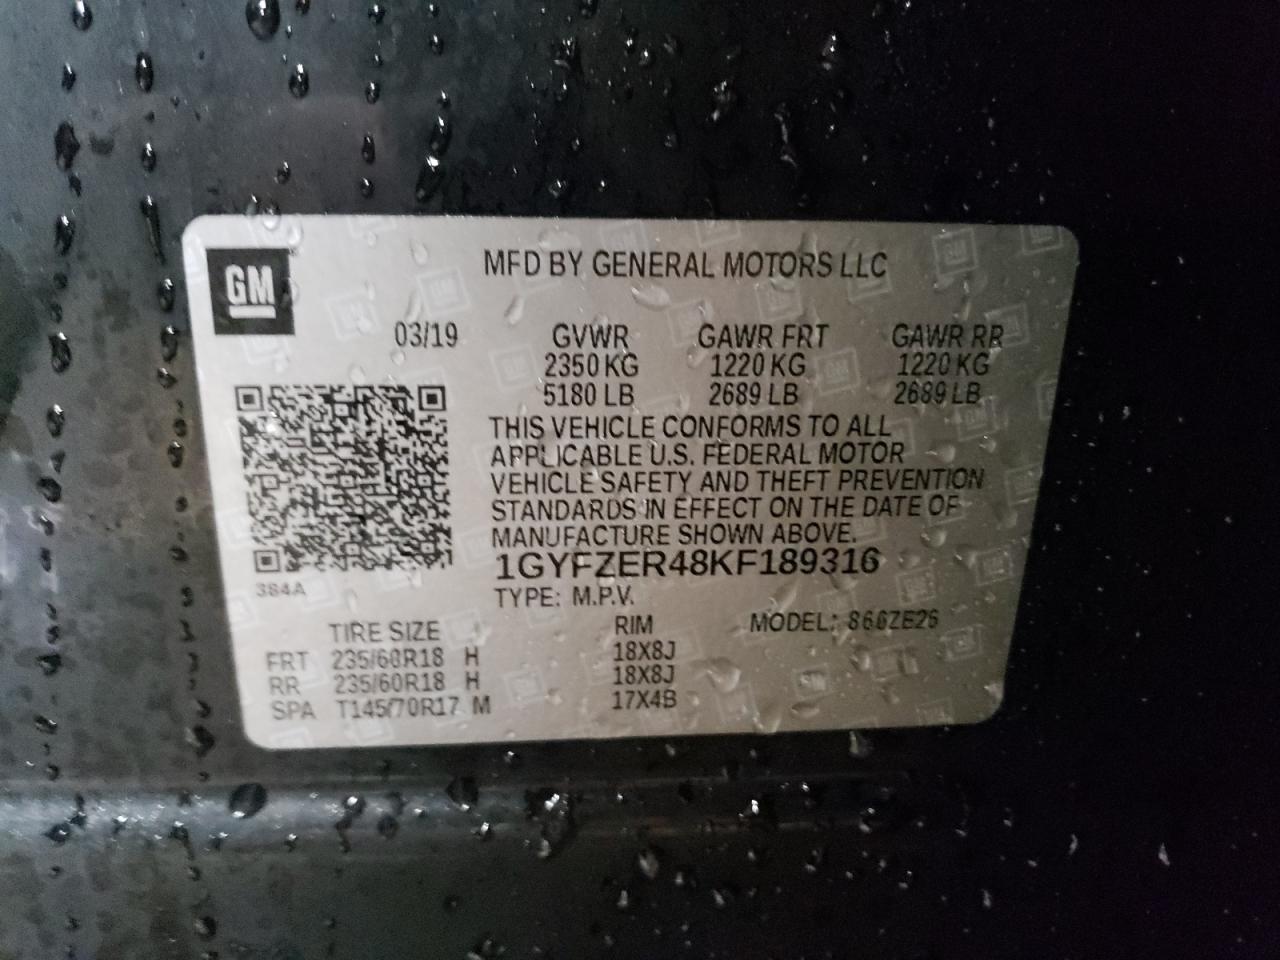 GM
MFD BY GENERAL MOTORS LLC
03/19 GVWR GAWR FRT GAWR RR
2350 KG 1220 KG 1220 KG
5180 LB 2689 LB 2689 LB
THIS VEHICLE CONFORMS TO ALL
APPLICABLE U.S. FEDERAL MOTOR
VEHICLE SAFETY AND THEFT PREVENTION
STANDARDS IN EFFECT ON THE DATE OF
MANUFACTURE SHOWN ABOVE.
1GYFZER48KF189316
384A
TYPE: M.P.V.
TIRE SIZE RIM MODEL: 866ZE26
FRT 235/60R18 H 18X8J
RR 235/60R18 H 18X8J
SPA T145/70R17 M 17X4B